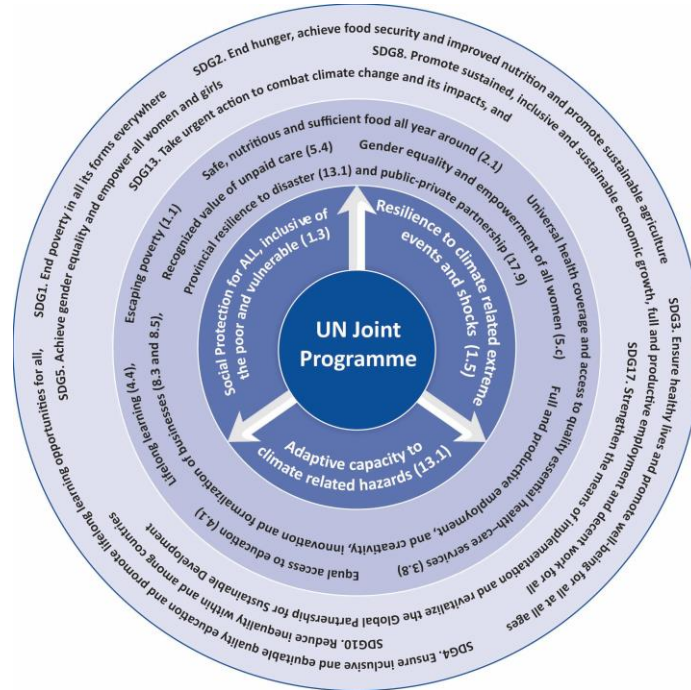 SDG1. End poverty in all its forms everywhere
SDG2. End hunger, achieve food security and improved nutrition and promote sustainable agriculture
SDG3. Ensure healthy lives and promote well-being for all at all ages
SDG4. Ensure inclusive and equitable quality education and promote lifelong learning opportunities for all,
SDG5. Achieve gender equality and empower all women and girls
SDG8. Promote sustained, inclusive and sustainable economic growth, full and productive employment and decent work for all
SDG10. Reduce inequality within and among countries
SDG13. Take urgent action to combat climate change and its impacts, and
SDG17. Strengthen the means of implementation and revitalize the Global Partnership for Sustainable Development
Escaping poverty (1.1)
Safe, nutritious and sufficient food all year around (2.1)
Universal health coverage and access to quality essential health-care services (3.8)
Equal access to education (4.1)
Lifelong learning (4.4),
Recognized value of unpaid care (5.4)
Gender equality and empowerment of all women (5.c)
Full and productive employment, and creativity, innovation and formalization of businesses (8.3 and 8.5),
Provincial resilience to disaster (13.1) and public-private partnership (17.9)
Social Protection for ALL, inclusive of
the poor and vulnerable (1.3)
Resilience to climate related extreme
events and shocks (1.5)
Adaptive capacity to
climate related hazards (13.1)
UN Joint
Programme